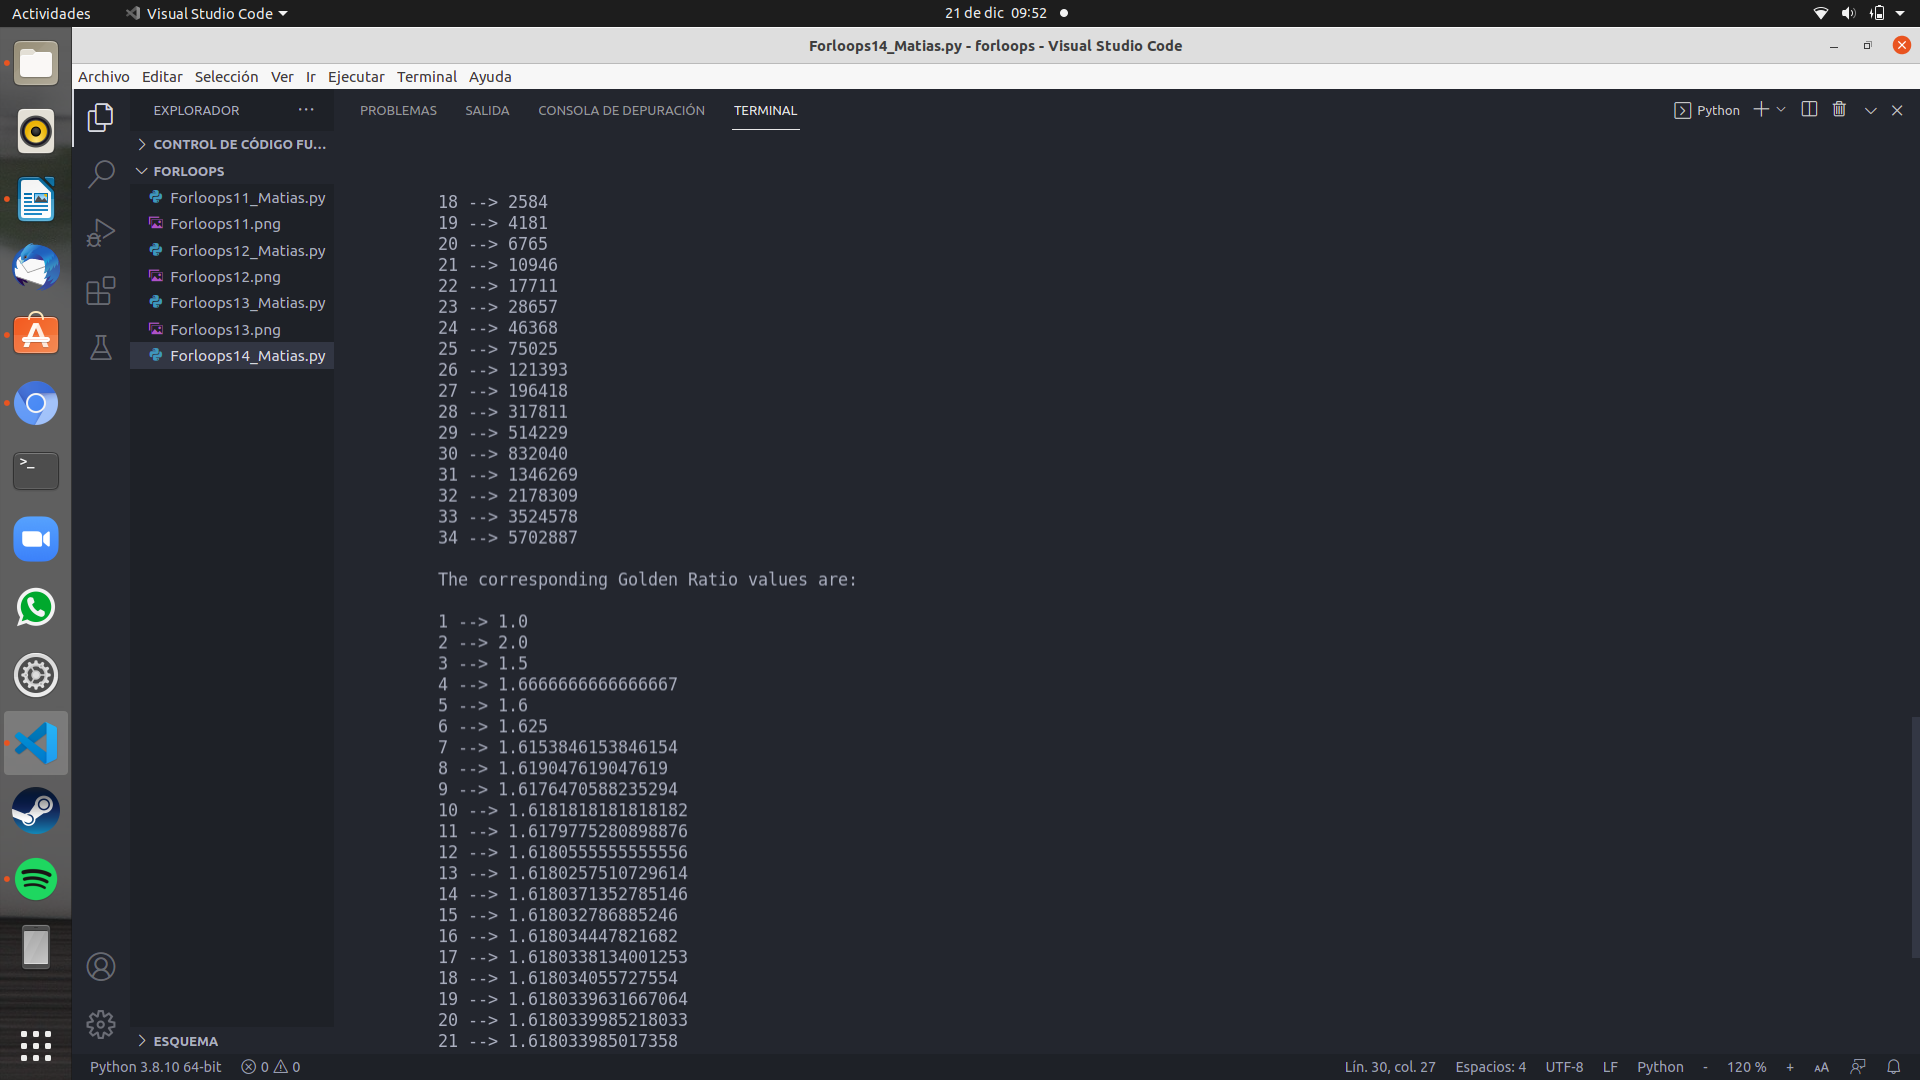 Actividades
Visual Studio Code
21 de dic 09:52
Forloops14_Matias.py - forloops - Visual Studio Code
Archivo Editar Selección Ver Ir Ejecutar Terminal Ayuda
EXPLORADOR
CONTROL DE CÓDIGO FU...
FORLOOPS
Forloops11_Matias.py
Forloops11.png
Forloops12_Matias.py
Forloops12.png
Forloops13_Matias.py
Forloops13.png
Forloops14_Matias.py
ESQUEMA
PROBLEMAS SALIDA CONSOLA DE DEPURACIÓN TERMINAL
Python
18 --> 2584
19 --> 4181
20 --> 6765
21 --> 10946
22 --> 17711
23 --> 28657
24 --> 46368
25 --> 75025
26 --> 121393
27 --> 196418
28 --> 317811
29 --> 514229
30 --> 832040
31 --> 1346269
32 --> 2178309
33 --> 3524578
34 --> 5702887
The corresponding Golden Ratio values are:
1 --> 1.0
2 --> 2.0
3 --> 1.5
4 --> 1.6666666666666667
5 --> 1.6
6 --> 1.625
7 --> 1.6153846153846154
8 --> 1.619047619047619
9 --> 1.6176470588235294
10 --> 1.6181818181818182
11 --> 1.6179775280898876
12 --> 1.6180555555555556
13 --> 1.6180257510729614
14 --> 1.6180371352785146
15 --> 1.618032786885246
16 --> 1.618034447821682
17 --> 1.6180338134001253
18 --> 1.618034055727554
19 --> 1.6180339631667064
20 --> 1.6180339985218033
21 --> 1.618033985017358
Python 3.8.10 64-bit 0 0
Lín. 30, col. 27 Espacios: 4 UTF-8 LF Python - 120 % + AA